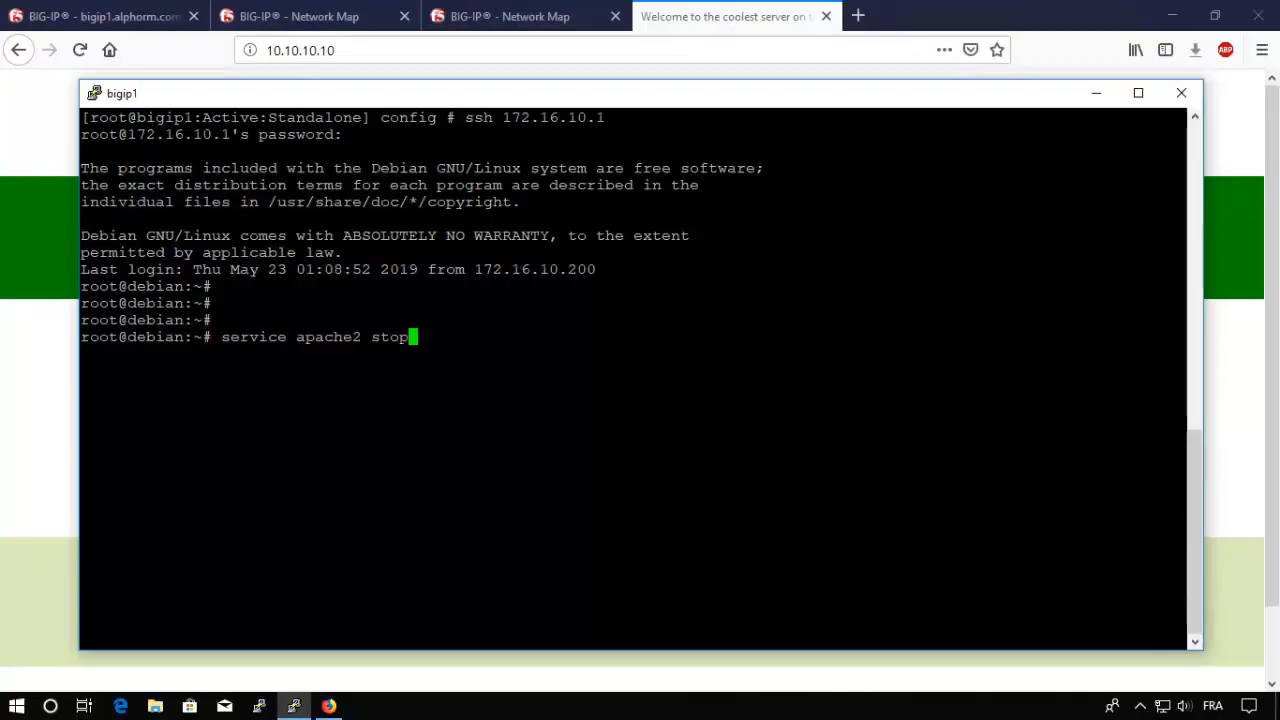 BIG-IP® - bigip1.alphorm.com
BIG-IP® - Network Map
BIG-IP® - Network Map
Welcome to the coolest server on
10.10.10.10
ABP
bigip1
[root@bigip1:Active:Standalone] config # ssh 172.16.10.1
root@172.16.10.1's password:
The programs included with the Debian GNU/Linux system are free software;
the exact distribution terms for each program are described in the
individual files in /usr/share/doc/*/copyright.
Debian GNU/Linux comes with ABSOLUTELY NO WARRANTY, to the extent
permitted by applicable law.
Last login: Thu May 23 01:08:52 2019 from 172.16.10.200
root@debian:~#
root@debian:~#
root@debian:~#
root@debian:~# service apache2 stop
FRA